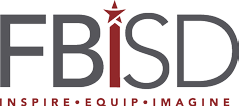 FBISD
INSPIRE • EQUIP • IMAGINE